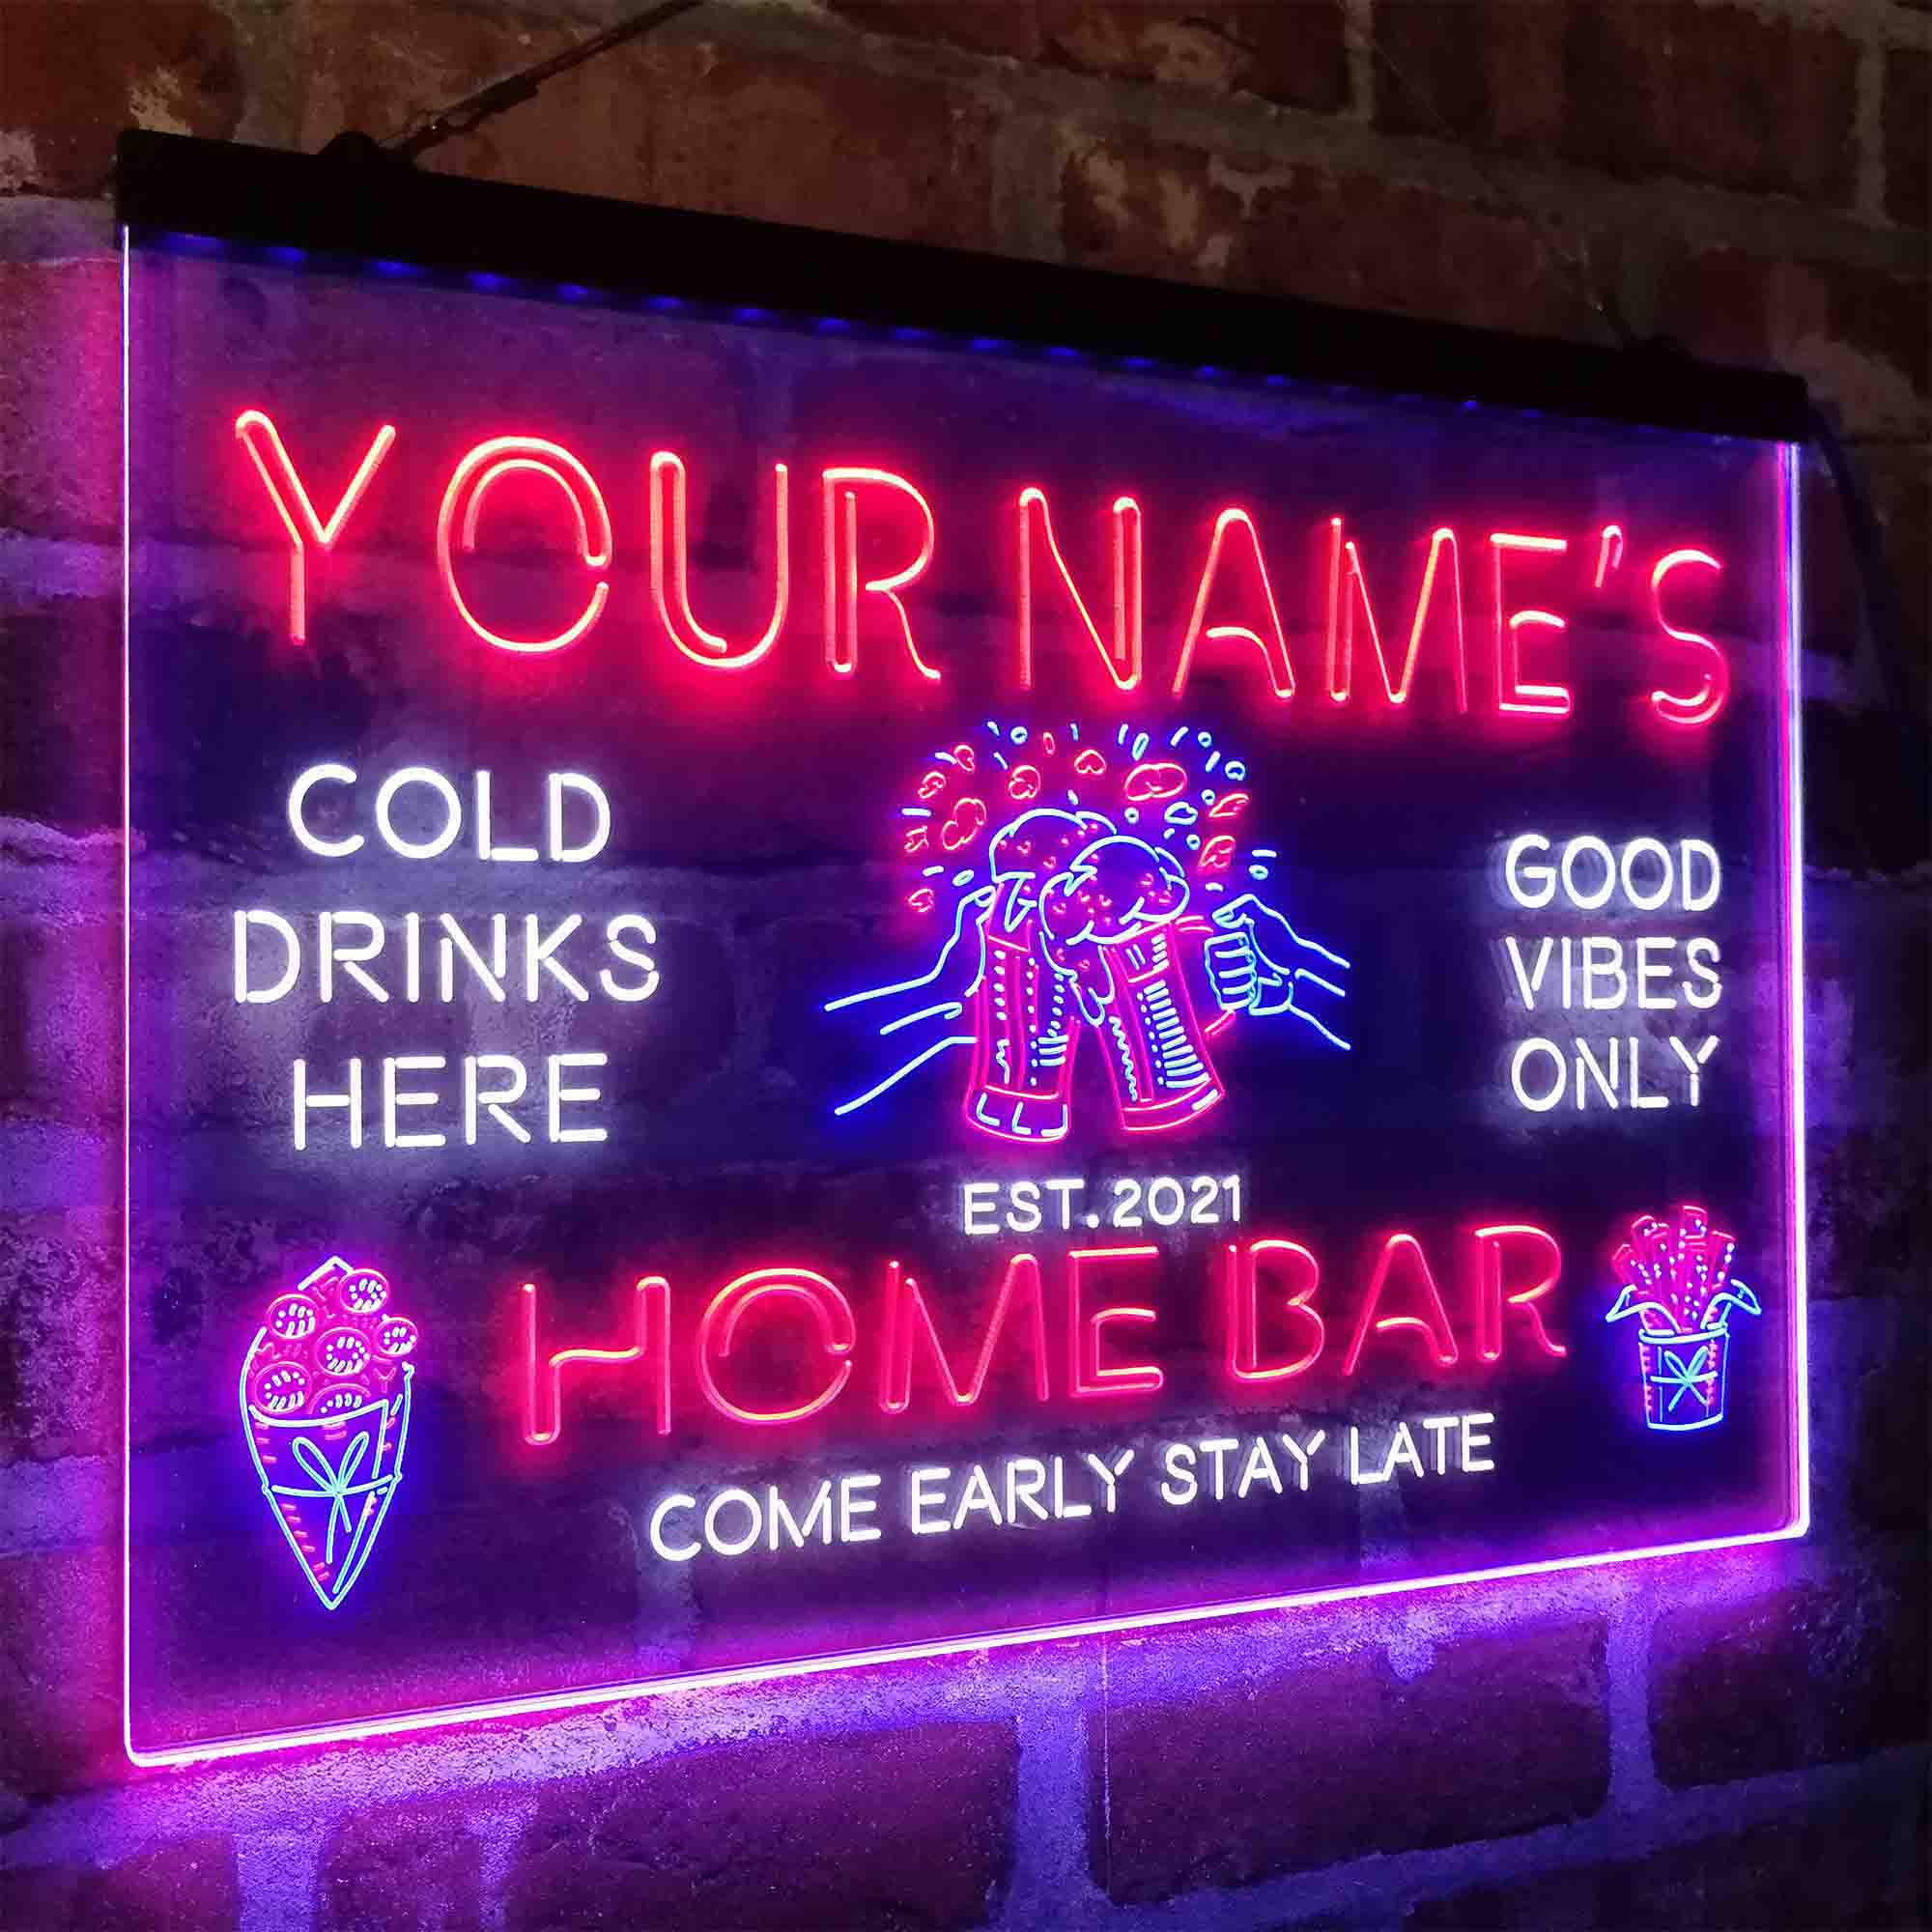 YOUR NAME'S
COLD
DRINKS
HERE
GOOD
VIBES
ONLY
EST.2021
HOME BAR
COME EARLY STAY LATE